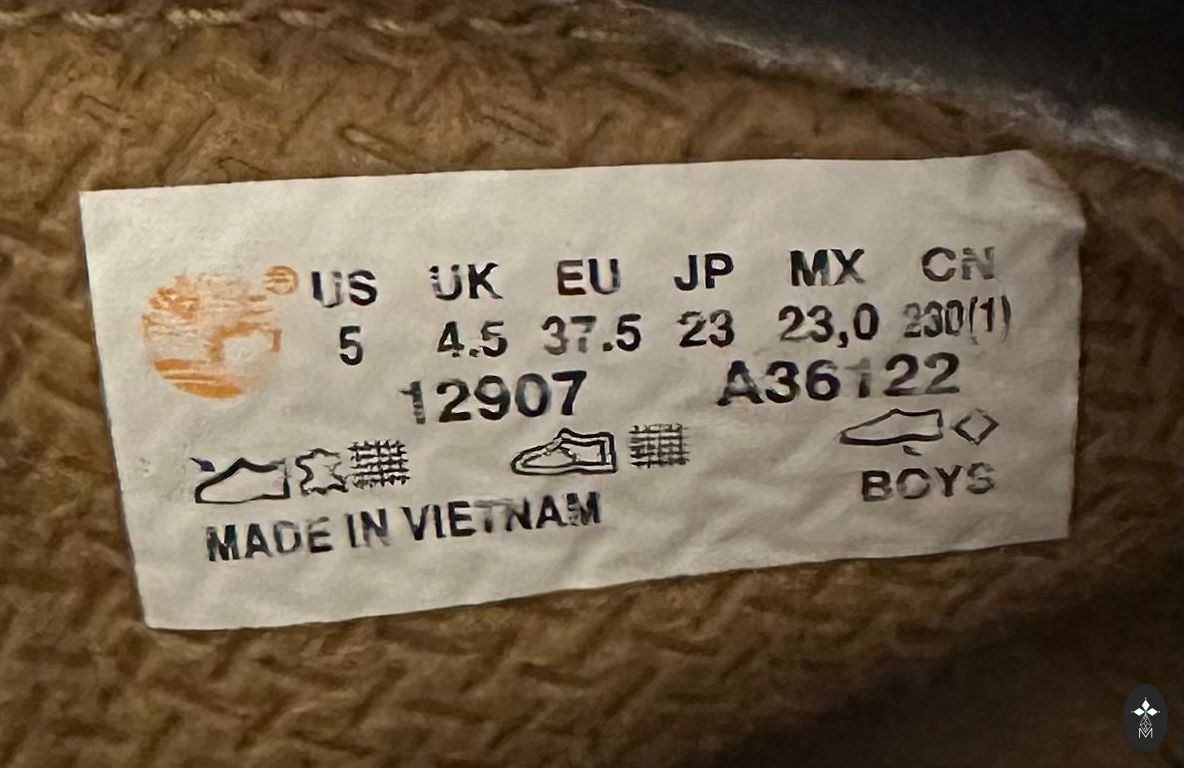 US UK EU JP MX CN
5 4.5 37.5 23 23,0 230(1)
12907 A36122
BOYS
MADE IN VIETNAM
M